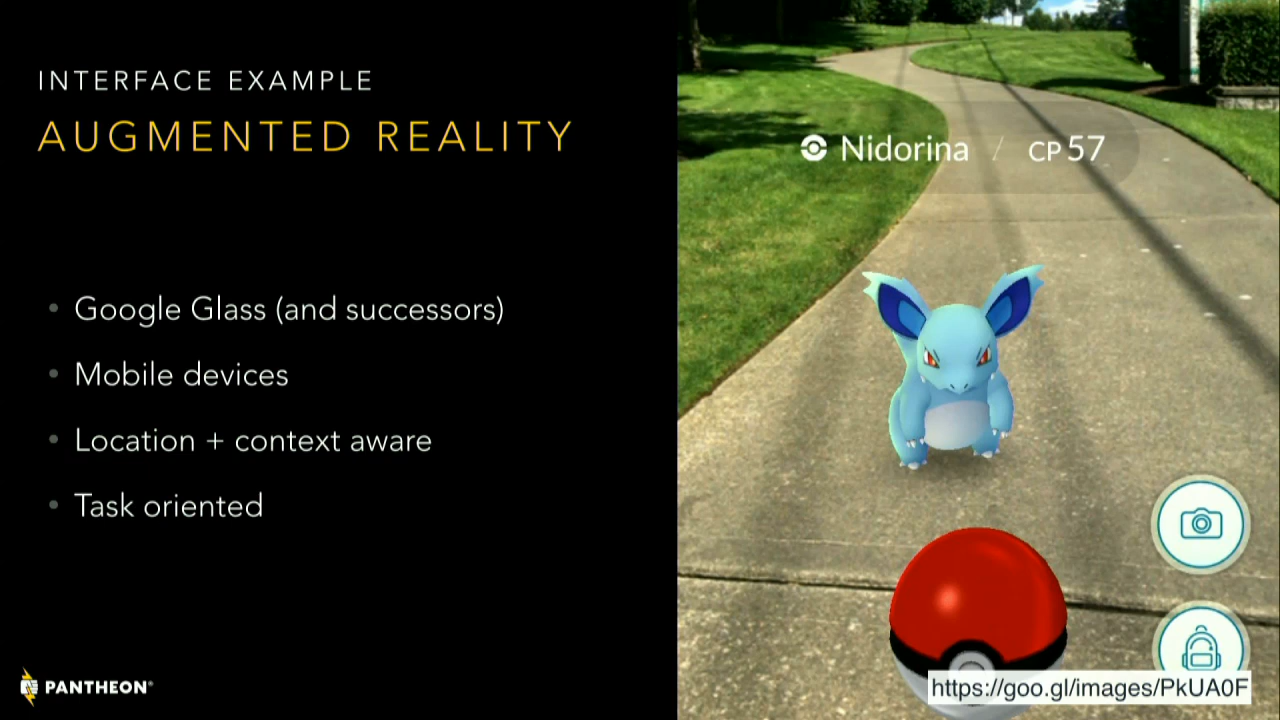 INTERFACE EXAMPLE
AUGMENTED REALITY
• Google Glass (and successors)
• Mobile devices
• Location + context aware
• Task oriented
PANTHEON®
Nidorina / CP 57
https://goo.gl/images/PkUA0F